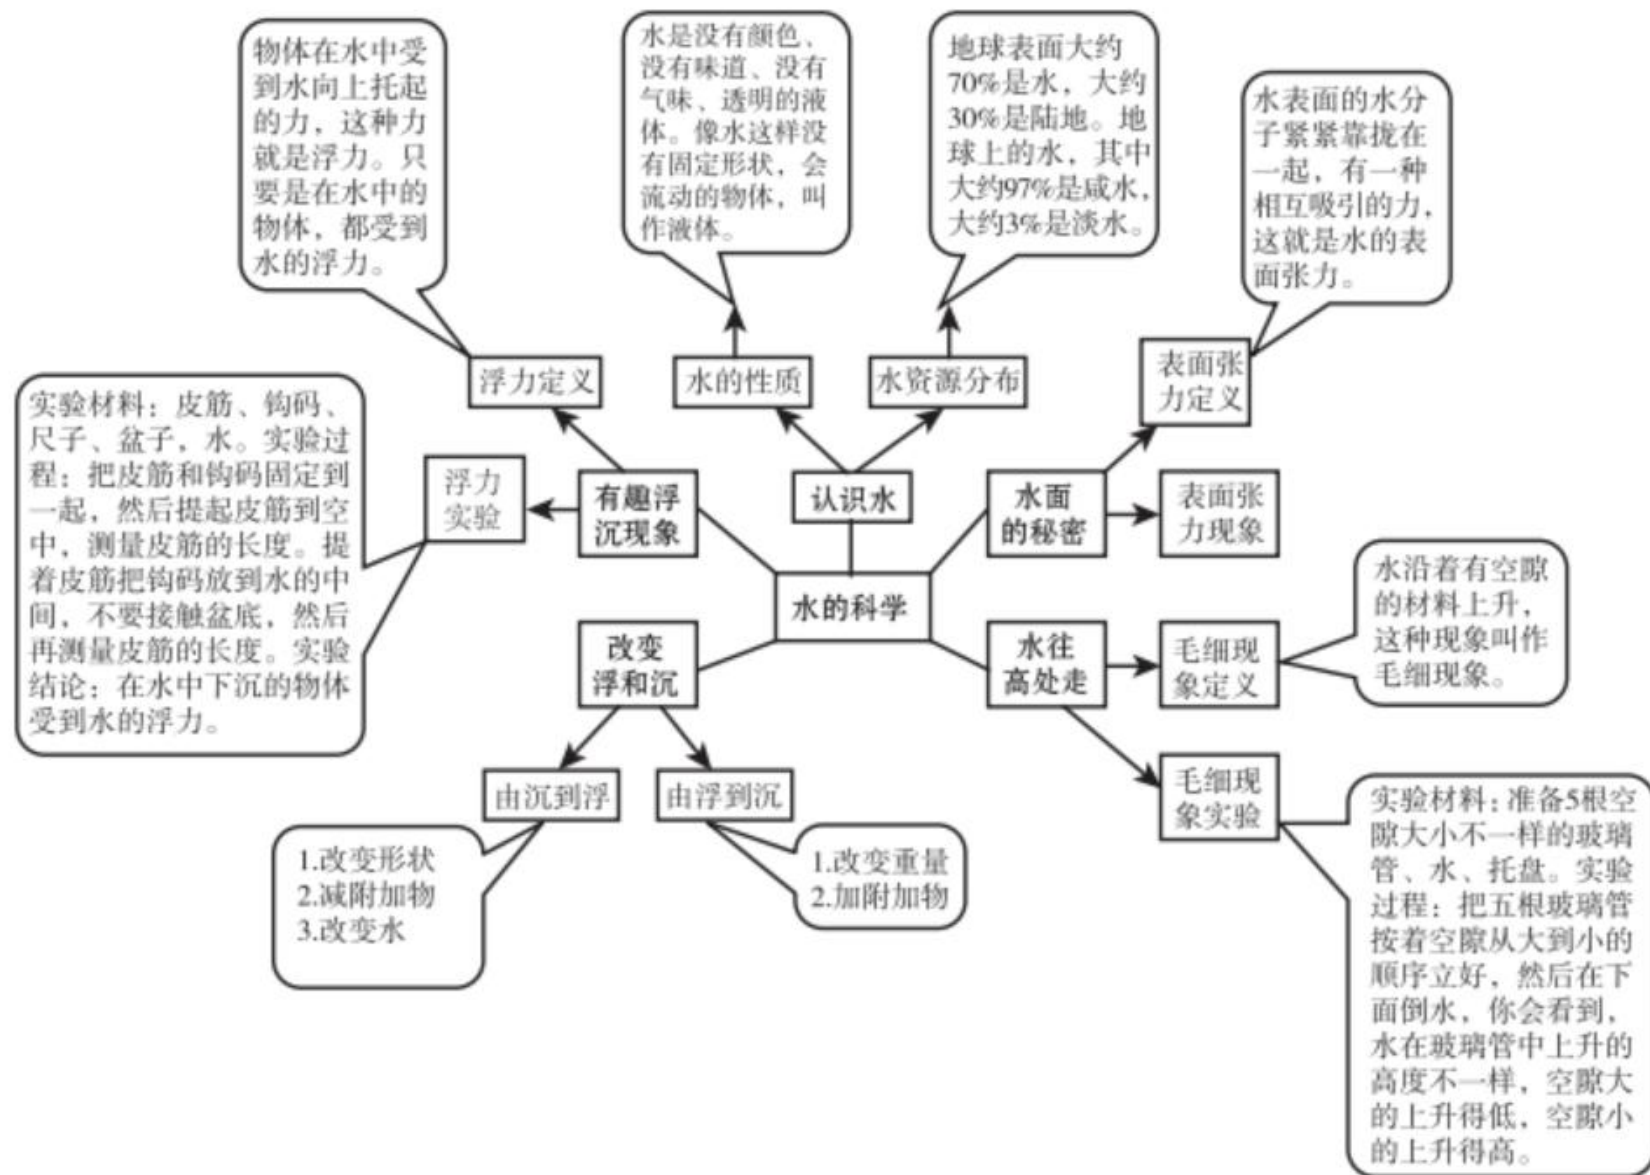 物体在水中受
到水向上托起
的力，这种力
就是浮力。只
要是在水中的
物体，都受到
水的浮力。
水是没有颜色、
没有味道、没有
气味、透明的液
体。像水这样没
有固定形状，会
流动的物体，叫
作液体。
地球表面大约
70%是水，大约
30%是陆地。地
球上的水，其中
大约97%是咸水，
大约3%是淡水。
水表面的水分
子紧紧靠拢在
一起，有一种
相互吸引的力，
这就是水的表
面张力。
浮力定义
水的性质
水资源分布
表面张
力定义
实验材料：皮筋、钩码、
尺子、盆子，水。实验过
程：把皮筋和钩码固定到
一起，然后提起皮筋到空
中，测量皮筋的长度。提
着皮筋把钩码放到水的中
间，不要接触盆底，然后
再测量皮筋的长度。实验
结论：在水中下沉的物体
受到水的浮力。
浮力
实验
有趣浮
沉现象
认识水
水面
的秘密
表面张
力现象
水的科学
改变
浮和沉
水往
高处走
毛细现
象定义
水沿着有空隙
的材料上升，
这种现象叫作
毛细现象。
由沉到浮
由浮到沉
毛细现
象实验
1.改变形状
2.减附加物
3.改变水
1.改变重量
2.加附加物
实验材料：准备5根空
隙大小不一样的玻璃
管、水、托盘。实验
过程：把五根玻璃管
按着空隙从大到小的
顺序立好，然后在下
面倒水，你会看到，
水在玻璃管中上升的
高度不一样，空隙大
的上升得低，空隙小
的上升得高。